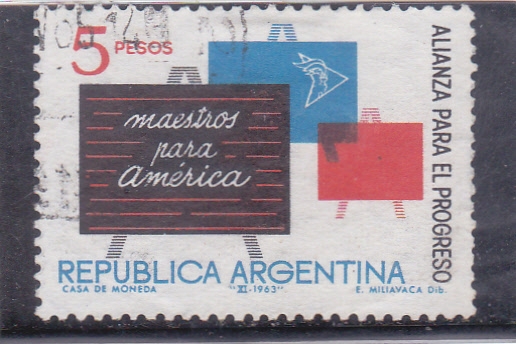 5 PESOS
maestros
para
américa
ALIANZA PARA EL PROGRESO
REPUBLICA ARGENTINA
CASA DE MONEDA "XI-1963" E. MILIAVACA Dib.